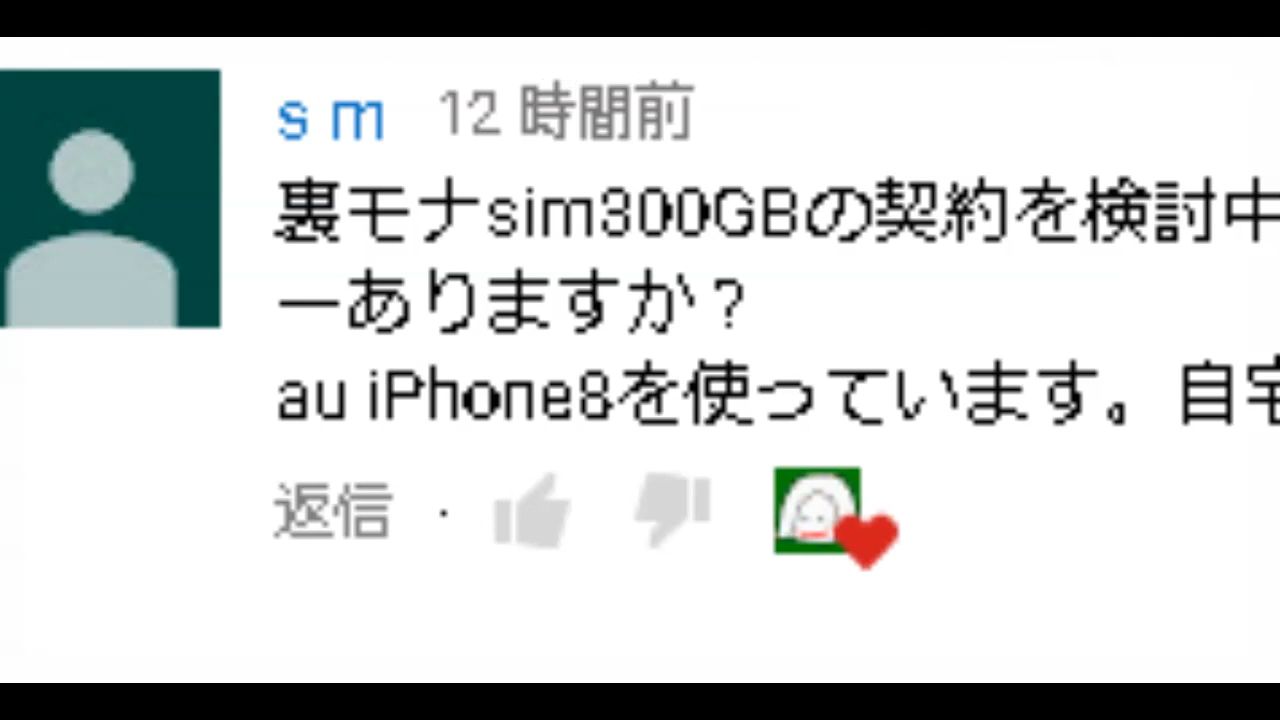 s m 12 時間前
裏モナsim300GBの契約を検討中
ーありますか？
au iPhone8を使っています。自宅
返信 ·